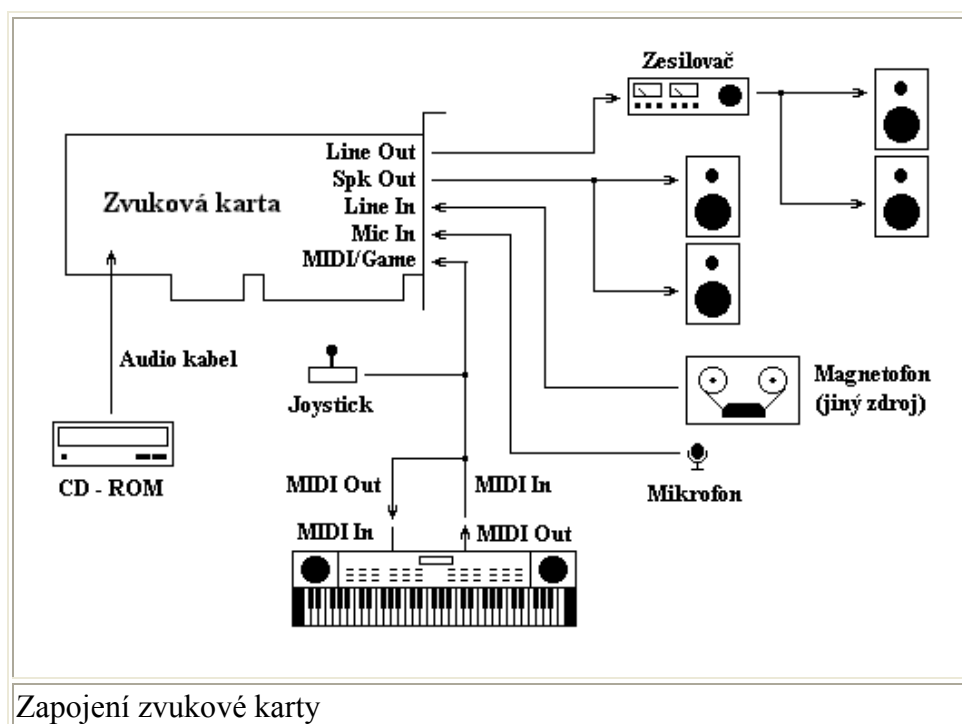 Zesilovač
Line Out
Spk Out
Zvuková karta
Line In
Mic In
MIDI/Game
Audio kabel
Joystick
Magnetofon
(jiný zdroj)
CD - ROM
MIDI Out
MIDI In
Mikrofon
MIDI In
MIDI Out
Zapojení zvukové karty